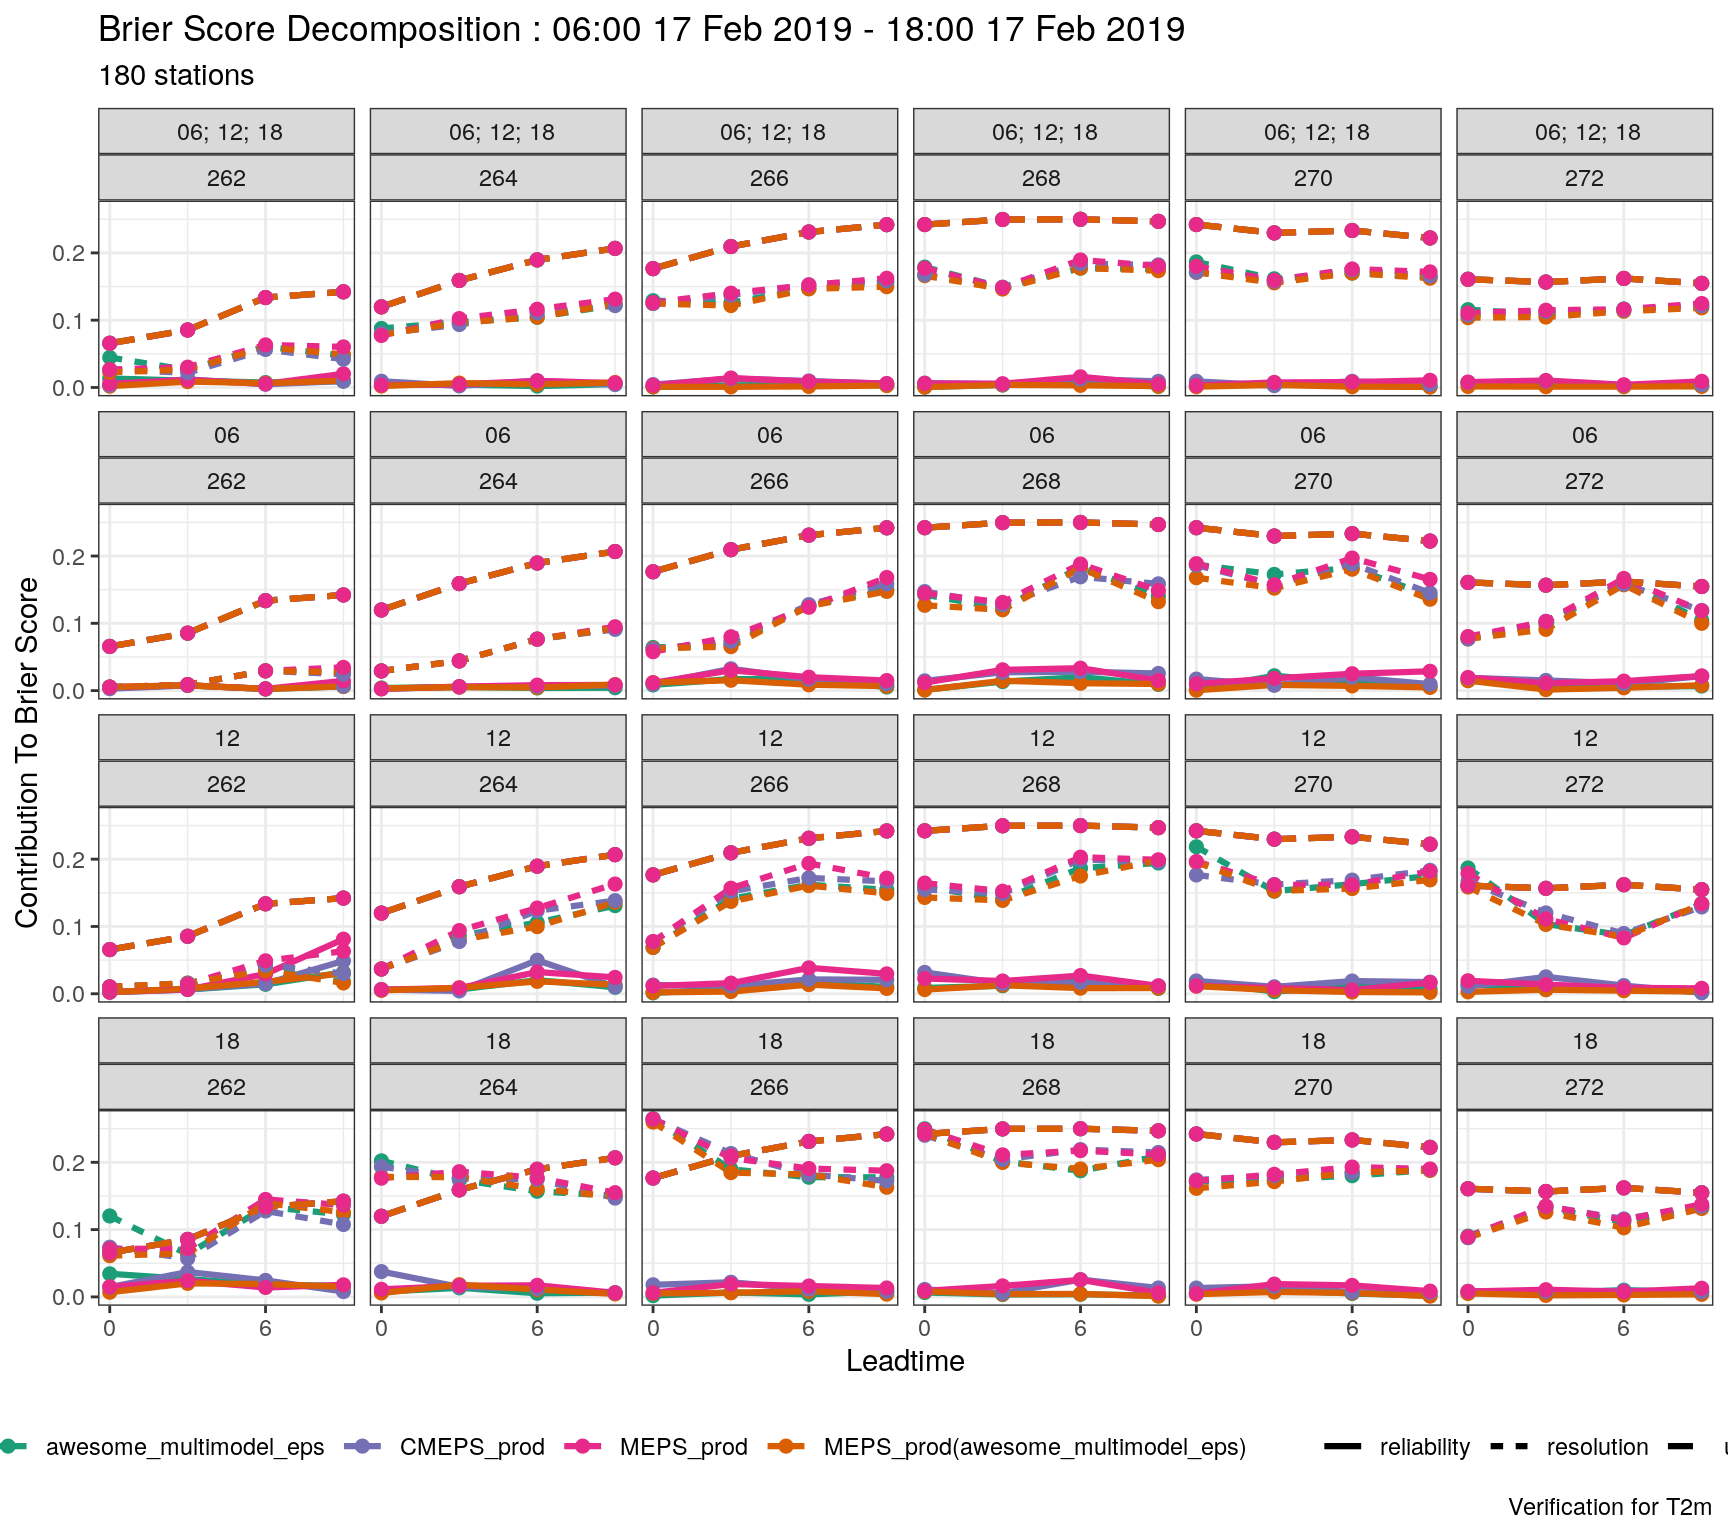 Brier Score Decomposition : 06:00 17 Feb 2019 - 18:00 17 Feb 2019
180 stations
06; 12; 18 06; 12; 18 06; 12; 18 06; 12; 18 06; 12; 18 06; 12; 18
262 264 266 268 270 272
0.2
0.1
0.0
06 06 06 06 06 06
262 264 266 268 270 272
0.2
0.1
0.0
12 12 12 12 12 12
262 264 266 268 270 272
0.2
0.1
0.0
18 18 18 18 18 18
262 264 266 268 270 272
0.2
0.1
0.0
0 6 0 6 0 6 0 6 0 6 0 6
Contribution To Brier Score
Leadtime
awesome_multimodel_eps CMEPS_prod MEPS_prod MEPS_prod(awesome_multimodel_eps) reliability resolution
Verification for T2m